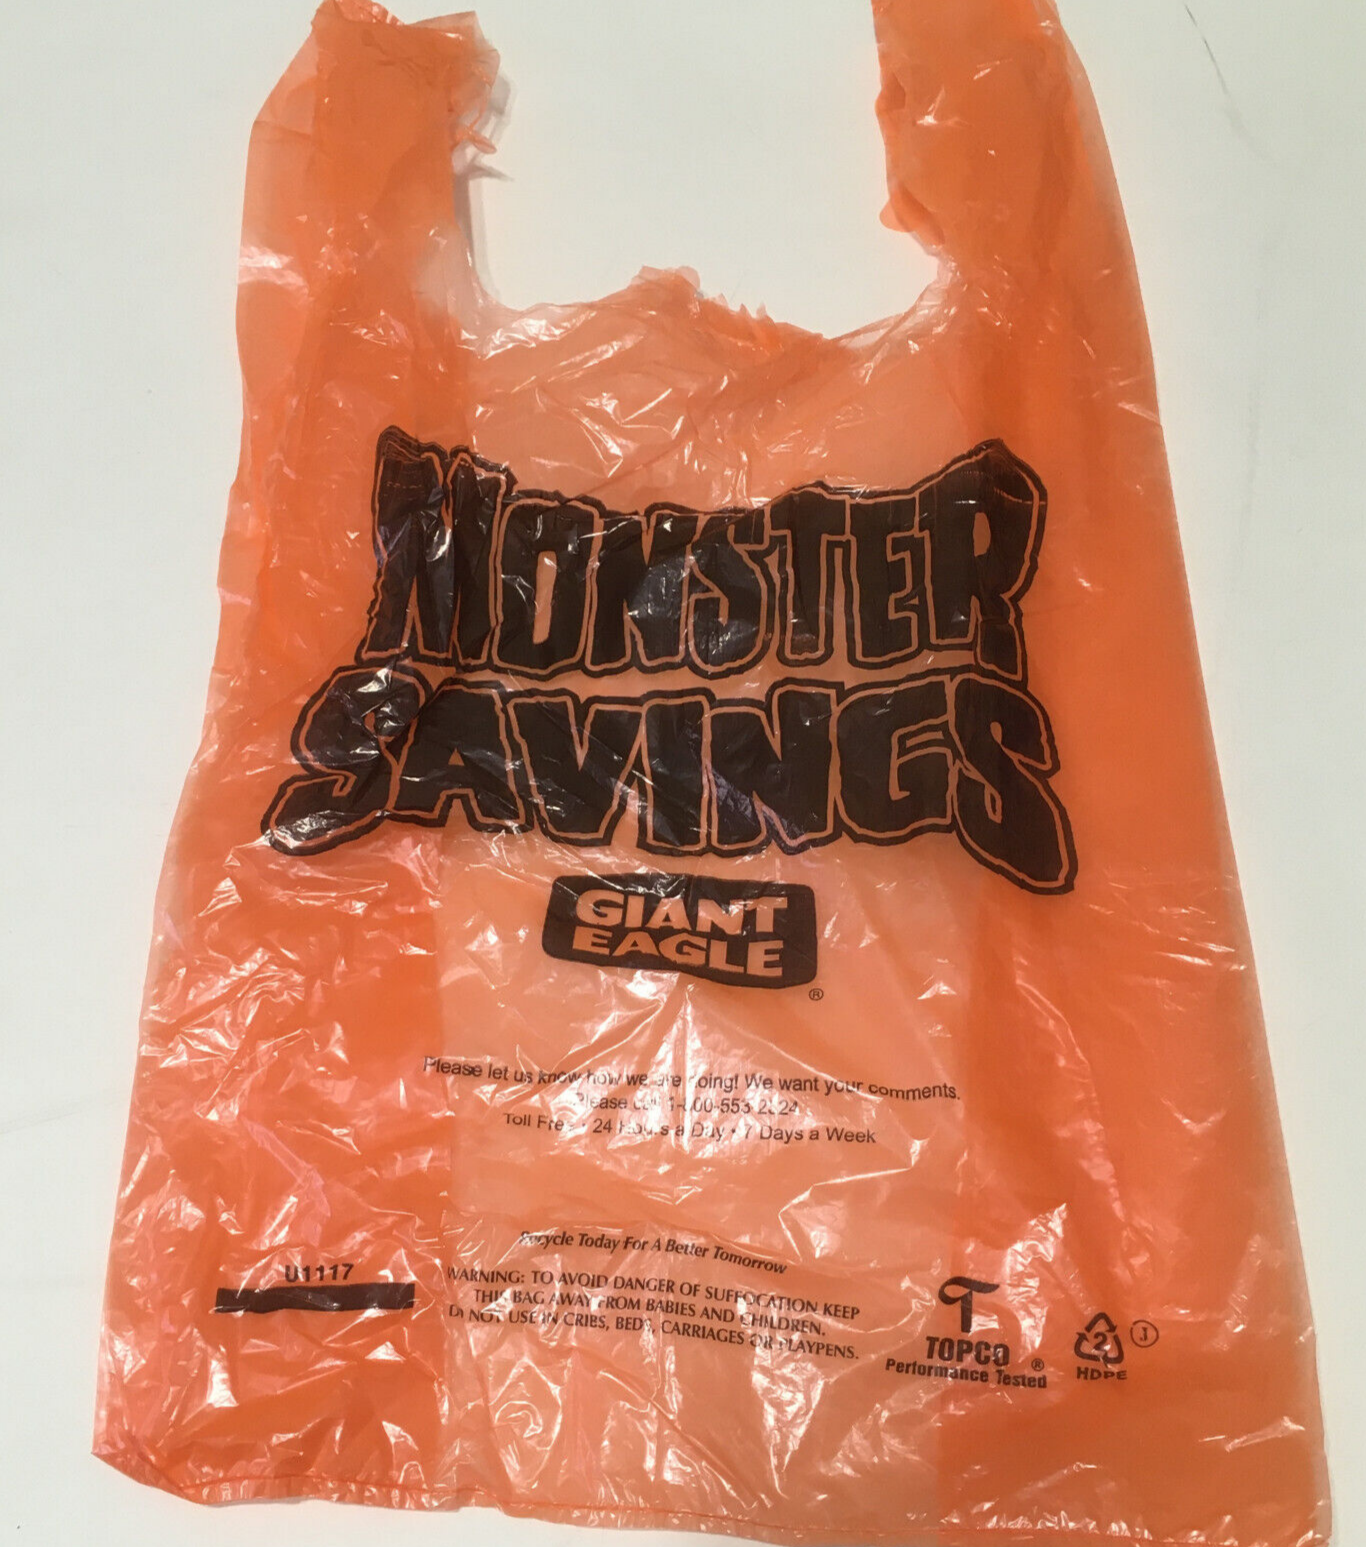 MONSTER
SAVINGS
GIANT
EAGLE
®
Please let us know how we are doing! We want your comments.
Please call
Toll Free • 24 Hours a Day • 7 Days a Week
Recycle Today For A Better Tomorrow
U1117
WARNING: TO AVOID DANGER OF SUFFOCATION KEEP
THIS BAG AWAY FROM BABIES AND CHILDREN.
DO NOT USE IN CRIBS, BEDS, CARRIAGES OR PLAYPENS.
T
TOPCO ®
Performance Tested
2 J
HDPE